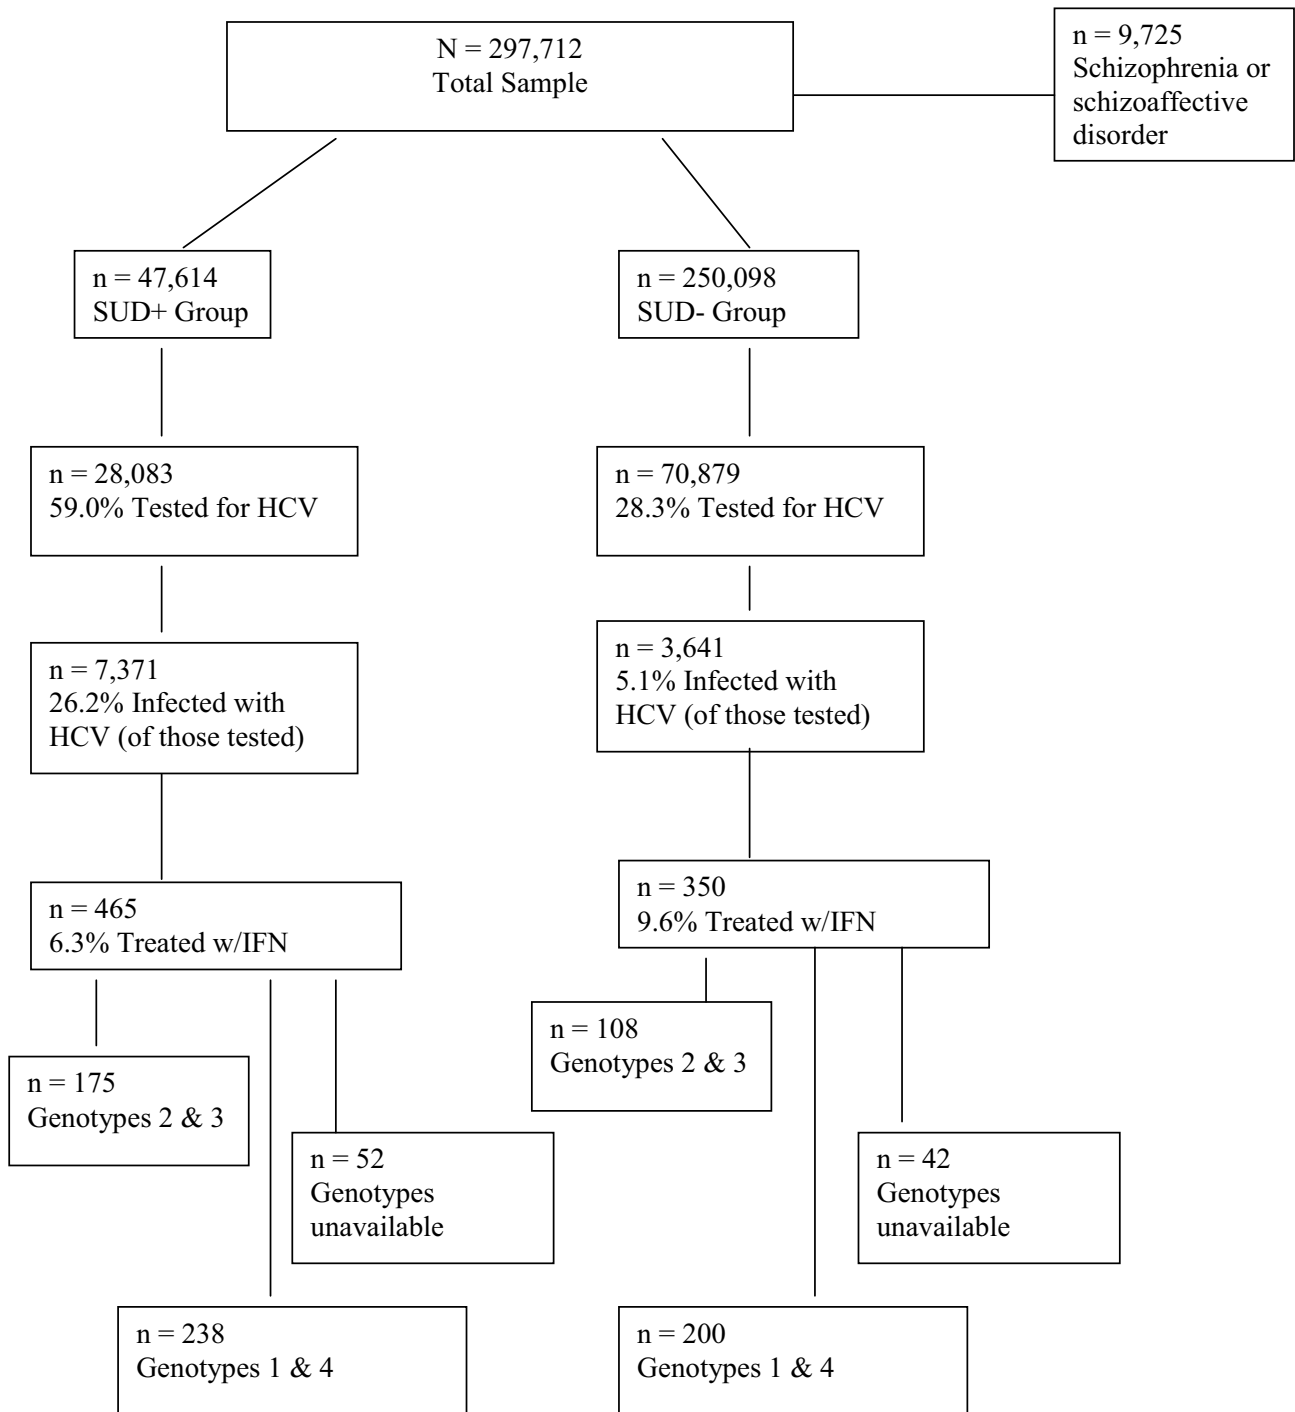 N = 297,712
Total Sample
n = 9,725
Schizophrenia or
schizoaffective
disorder
n = 47,614
SUD+ Group
n = 250,098
SUD- Group
n = 28,083
59.0% Tested for HCV
n = 70,879
28.3% Tested for HCV
n = 7,371
26.2% Infected with
HCV (of those tested)
n = 3,641
5.1% Infected with
HCV (of those tested)
n = 465
6.3% Treated w/IFN
n = 350
9.6% Treated w/IFN
n = 175
Genotypes 2 & 3
n = 108
Genotypes 2 & 3
n = 52
Genotypes
unavailable
n = 42
Genotypes
unavailable
n = 238
Genotypes 1 & 4
n = 200
Genotypes 1 & 4